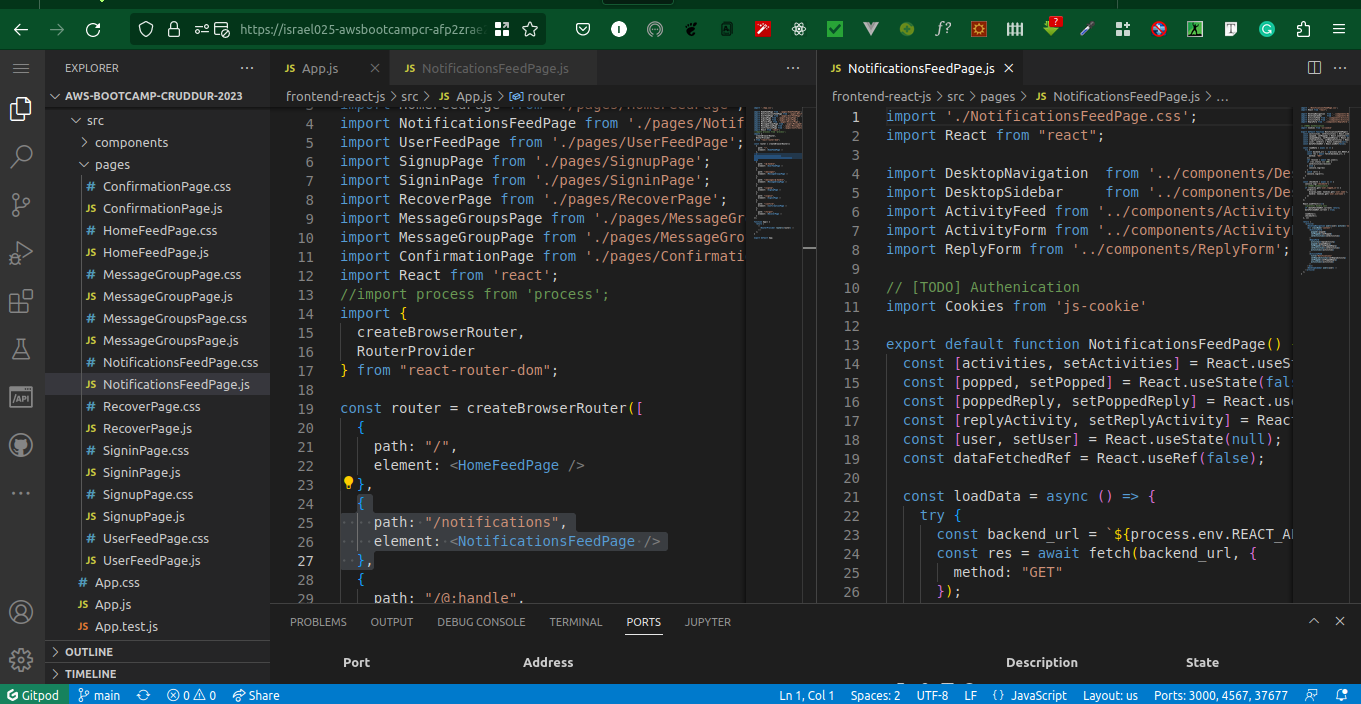 https://israel025-awsbootcampcr-afp2zrae
EXPLORER
AWS-BOOTCAMP-CRUDDUR-2023
src
components
pages
# ConfirmationPage.css
JS ConfirmationPage.js
# HomeFeedPage.css
JS HomeFeedPage.js
# MessageGroupPage.css
JS MessageGroupPage.js
# MessageGroupsPage.css
JS MessageGroupsPage.js
# NotificationsFeedPage.css
JS NotificationsFeedPage.js
# RecoverPage.css
JS RecoverPage.js
# SigninPage.css
JS SigninPage.js
# SignupPage.css
JS SignupPage.js
# UserFeedPage.css
JS UserFeedPage.js
# App.css
JS App.js
JS App.test.js
OUTLINE
TIMELINE
JS App.js
JS NotificationsFeedPage.js
frontend-react-js > src > JS App.js > router
3 import HomeFeedPage from './pages/HomeFeedPage';
4 import NotificationsFeedPage from './pages/Notif
5 import UserFeedPage from './pages/UserFeedPage';
6 import SignupPage from './pages/SignupPage';
7 import SigninPage from './pages/SigninPage';
8 import RecoverPage from './pages/RecoverPage';
9 import MessageGroupsPage from './pages/MessageGr
10 import MessageGroupPage from './pages/MessageGro
11 import ConfirmationPage from './pages/Confirmati
12 import React from 'react';
13 //import process from 'process';
14 import {
15 createBrowserRouter,
16 RouterProvider
17 } from "react-router-dom";
18
19 const router = createBrowserRouter([
20 {
21 path: "/",
22 element: <HomeFeedPage />
23 },
24 {
25 path: "/notifications",
26 element: <NotificationsFeedPage />
27 },
28 {
29 path: "/@:handle",
JS NotificationsFeedPage.js
frontend-react-js > src > pages > JS NotificationsFeedPage.js > ...
1 import './NotificationsFeedPage.css';
2 import React from "react";
3
4 import DesktopNavigation from '../components/Des
5 import DesktopSidebar from '../components/Des
6 import ActivityFeed from '../components/Activity
7 import ActivityForm from '../components/Activity
8 import ReplyForm from '../components/ReplyForm';
9
10 // [TODO] Authenication
11 import Cookies from 'js-cookie'
12
13 export default function NotificationsFeedPage() {
14 const [activities, setActivities] = React.useSt
15 const [popped, setPopped] = React.useState(fal
16 const [poppedReply, setPoppedReply] = React.use
17 const [replyActivity, setReplyActivity] = React
18 const [user, setUser] = React.useState(null);
19 const dataFetchedRef = React.useRef(false);
20
21 const loadData = async () => {
22 try {
23 const backend_url = `${process.env.REACT_A
24 const res = await fetch(backend_url, {
25 method: "GET"
26 });
PROBLEMS OUTPUT DEBUG CONSOLE TERMINAL PORTS JUPYTER
Port Address Description State
Gitpod main 0 0 Share Ln 1, Col 1 Spaces: 2 UTF-8 LF {} JavaScript Layout: us Ports: 3000, 4567, 37677